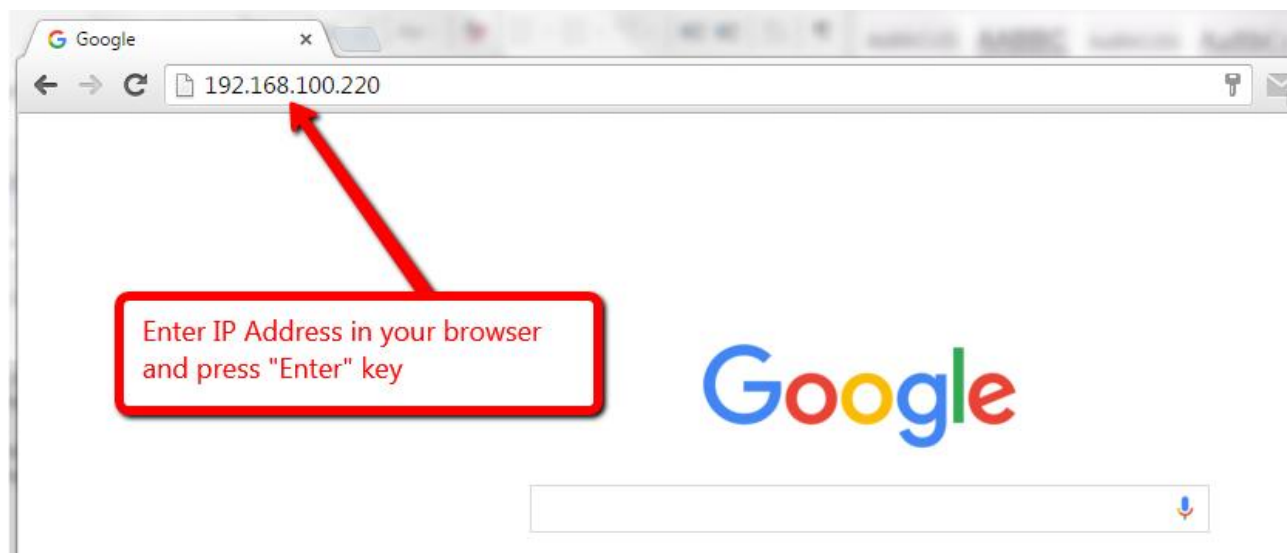 Google
192.168.100.220
Enter IP Address in your browser
and press "Enter" key
Google